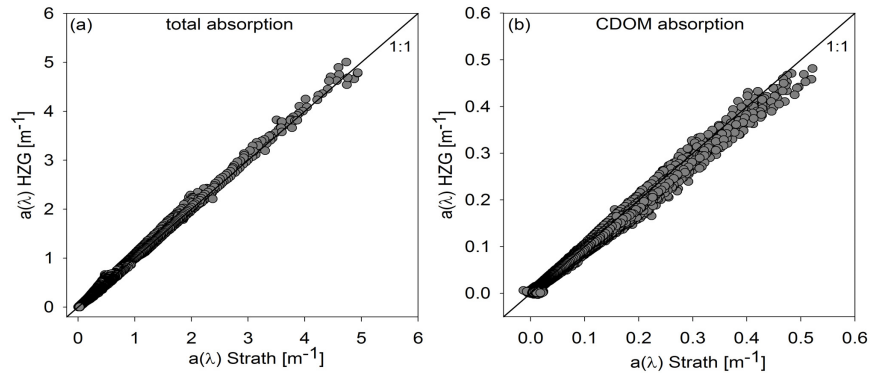 (a) total absorption
1:1
6
5
4
3
2
1
0
a(λ) HZG [m-1]
0 1 2 3 4 5 6
a(λ) Strath [m-1]
(b) CDOM absorption
1:1
0.6
0.5
0.4
0.3
0.2
0.1
0.0
a(λ) HZG [m-1]
0.0 0.1 0.2 0.3 0.4 0.5 0.6
a(λ) Strath [m-1]